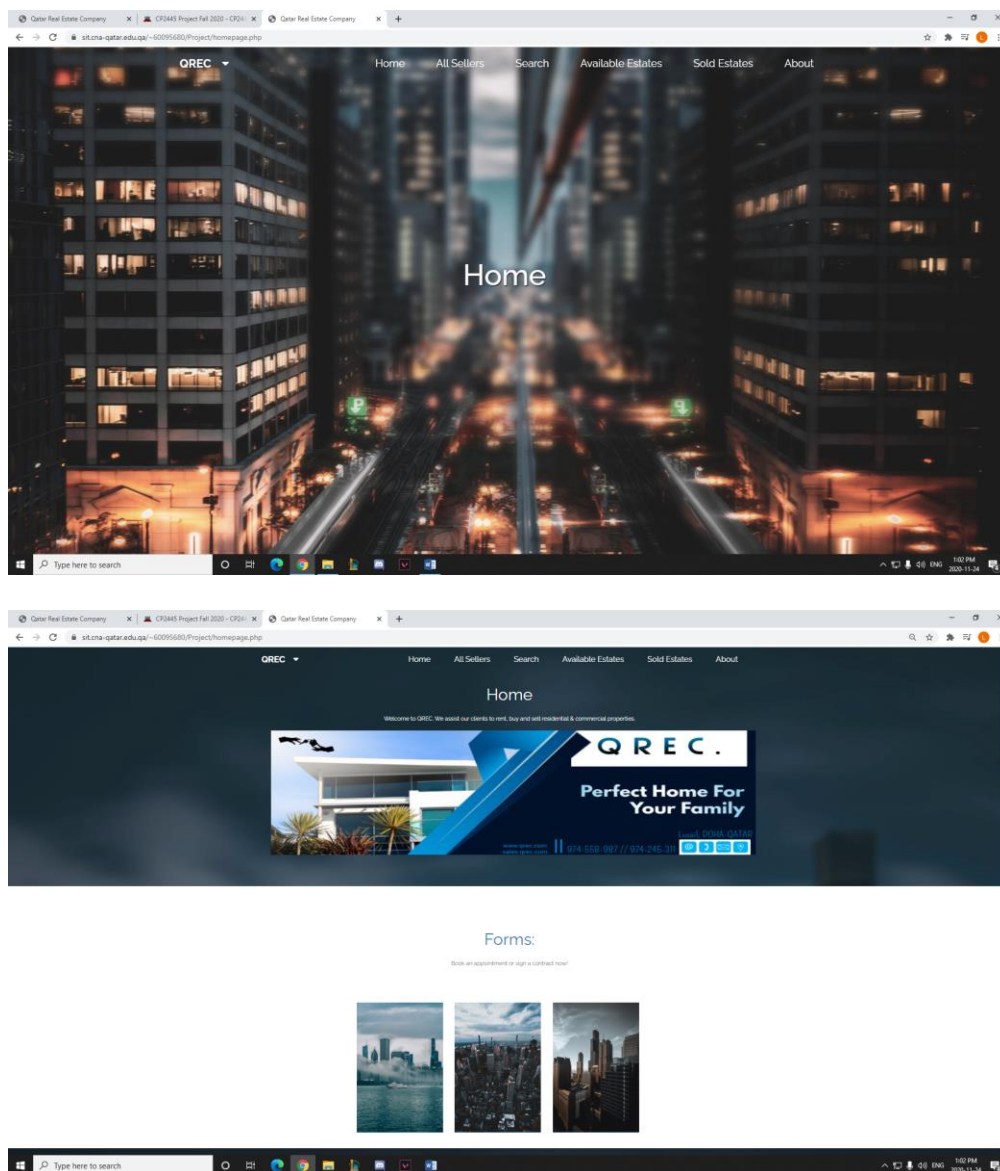 Qatar Real Estate Company
CP2445 Project Fall 2020 - CP24
Qatar Real Estate Company
sit.cna-qatar.edu.qa/~60095680/Project/homepage.php
QREC
Home
All Sellers
Search
Available Estates
Sold Estates
About
Home
Type here to search
ENG
1:02 PM
2020-11-24
Qatar Real Estate Company
CP2445 Project Fall 2020 - CP24
Qatar Real Estate Company
sit.cna-qatar.edu.qa/~60095680/Project/homepage.php
QREC
Home
All Sellers
Search
Available Estates
Sold Estates
About
Home
Welcome to QREC. We assist our clients to rent, buy and sell residential & commercial properties.
QREC.
Perfect Home For
Your Family
Lusail, DOHA-QATAR
www.qrec.com
974-558-987 // 974-245-311
Forms:
Book an appointment or sign a contract now!
Type here to search
ENG
1:02 PM
2020-11-24